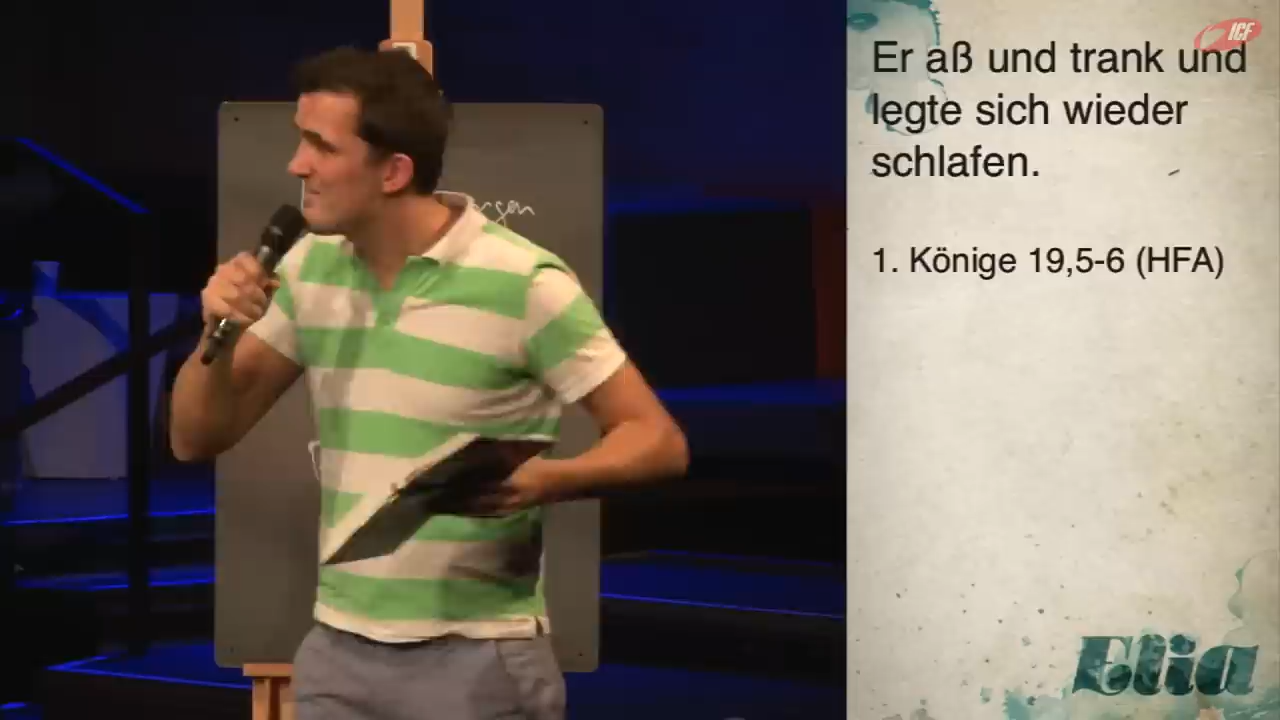 ICF
Er aß und trank und
legte sich wieder
schlafen.
1. Könige 19,5-6 (HFA)
Elia